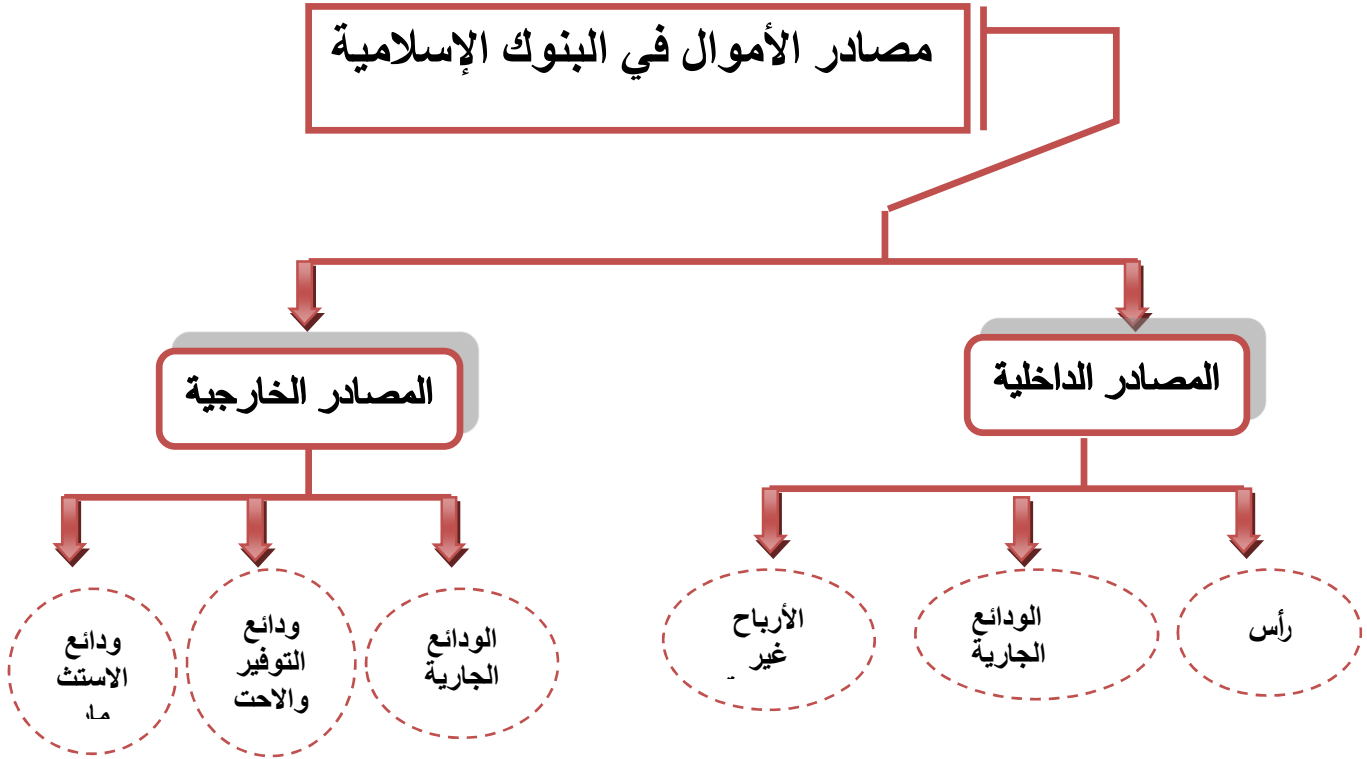 مصادر الأموال في البنوك الإسلامية
المصادر الداخلية
المصادر الخارجية
رأس
الودائع
الجارية
الأرباح
غير
الودائع
الجارية
ودائع
التوفير
والاحت
ودائع
الاستث